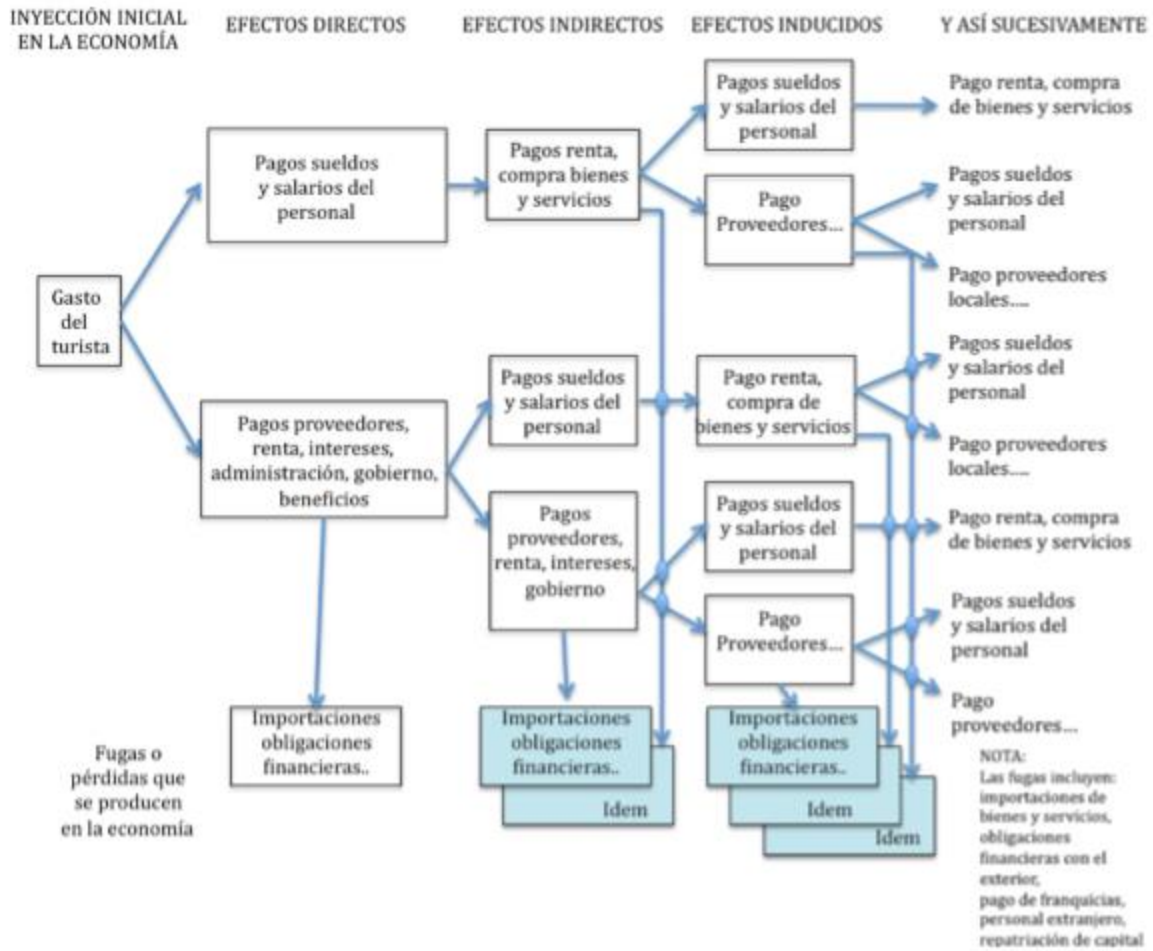 INYECCIÓN INICIAL
EN LA ECONOMÍA
EFECTOS DIRECTOS
EFECTOS INDIRECTOS
EFECTOS INDUCIDOS
Y ASÍ SUCESIVAMENTE
Gasto
del
turista
Pagos sueldos
y salarios del
personal
Pagos proveedores,
renta, intereses,
administración, gobierno,
beneficios
Pagos renta,
compra bienes
y servicios
Pagos sueldos
y salarios del
personal
Pagos
proveedores,
renta, intereses,
gobierno
Pagos sueldos
y salarios del
personal
Pago
Proveedores...
Pago renta,
compra de
bienes y servicios
Pagos sueldos
y salarios del
personal
Pago
Proveedores...
Pago renta, compra
de bienes y servicios
Pagos sueldos
y salarios del
personal
Pago proveedores
locales....
Pagos sueldos
y salarios del
personal
Pago proveedores
locales....
Pago renta, compra
de bienes y servicios
Pagos sueldos
y salarios del
personal
Pago
proveedores...
Fugas o
pérdidas que
se producen
en la economía
Importaciones
obligaciones
financieras..
Importaciones
obligaciones
financieras..
Idem
Importaciones
obligaciones
financieras..
Idem
Idem
NOTA:
Las fugas incluyen:
importaciones de
bienes y servicios,
obligaciones
financieras con el
exterior,
pago de franquicias,
personal extranjero,
repatriación de capital